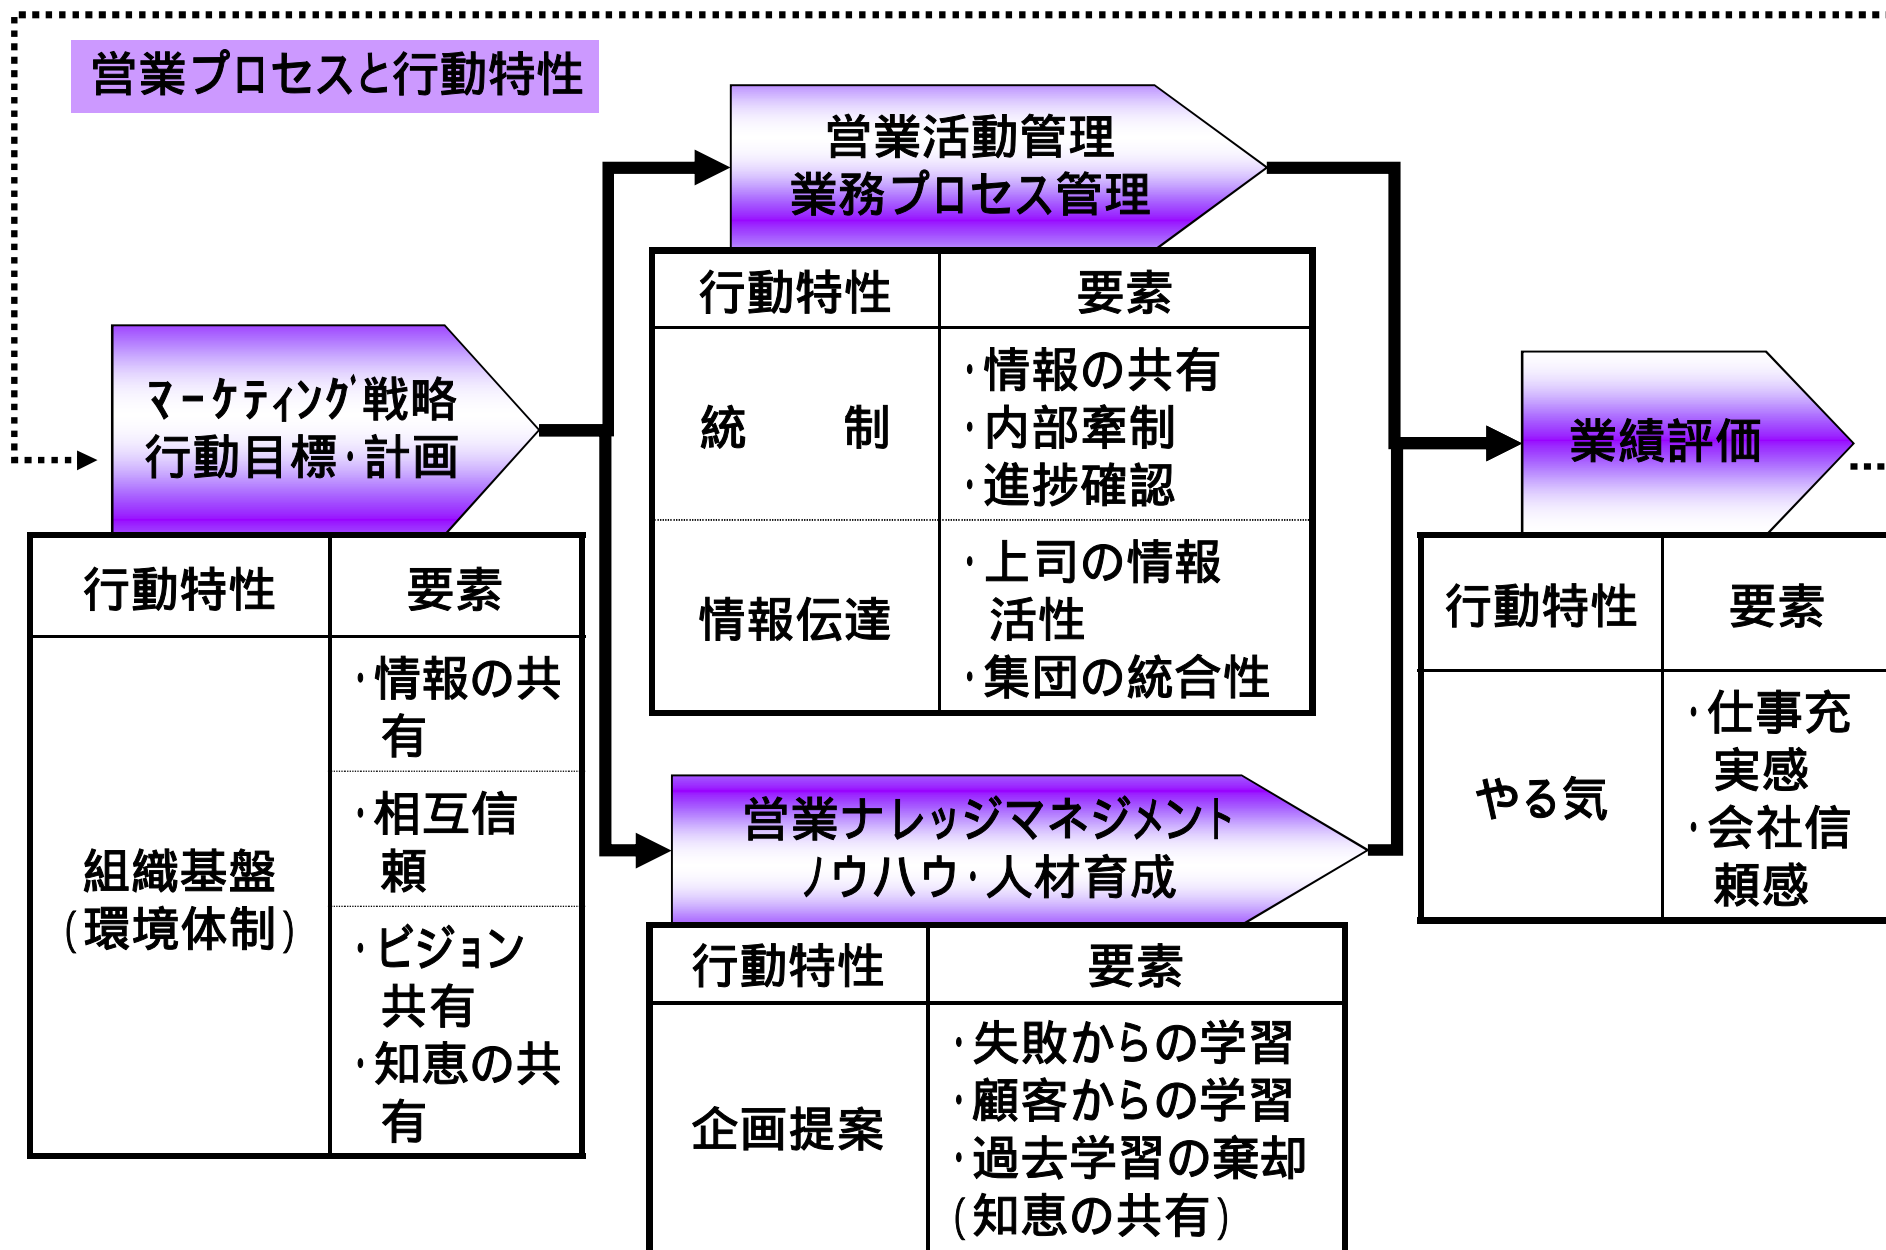 営業プロセスと行動特性
営業活動管理
業務プロセス管理
行動特性
要素
統　　制
・情報の共有
・内部牽制
・進捗確認
情報伝達
・上司の情報
活性
・集団の統合性
ﾏｰｹﾃｨﾝｸﾞ戦略
行動目標・計画
行動特性
要素
組織基盤
(環境体制)
・情報の共
有
・相互信
頼
・ビジョン
共有
・知恵の共
有
営業ナレッジマネジメント
ノウハウ・人材育成
行動特性
要素
企画提案
・失敗からの学習
・顧客からの学習
・過去学習の棄却
(知恵の共有)
業績評価
行動特性
要素
やる気
・仕事充
実感
・会社信
頼感